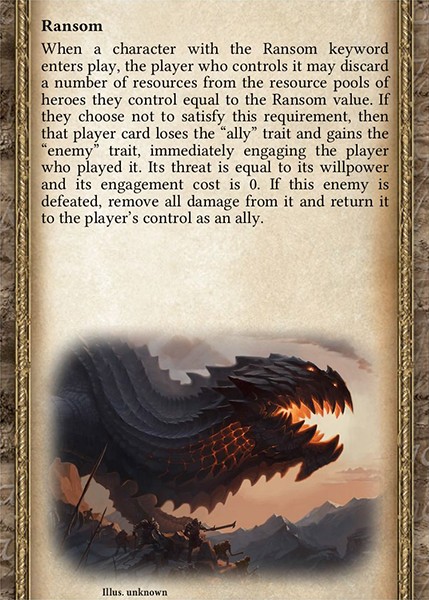 Ransom
When a character with the Ransom keyword
enters play, the player who controls it may discard
a number of resources from the resource pools of
heroes they control equal to the Ransom value. If
they choose not to satisfy this requirement, then
that player card loses the “ally” trait and gains the
“enemy” trait, immediately engaging the player
who played it. Its threat is equal to its willpower
and its engagement cost is 0. If this enemy is
defeated, remove all damage from it and return it
to the player’s control as an ally.
Illus. unknown